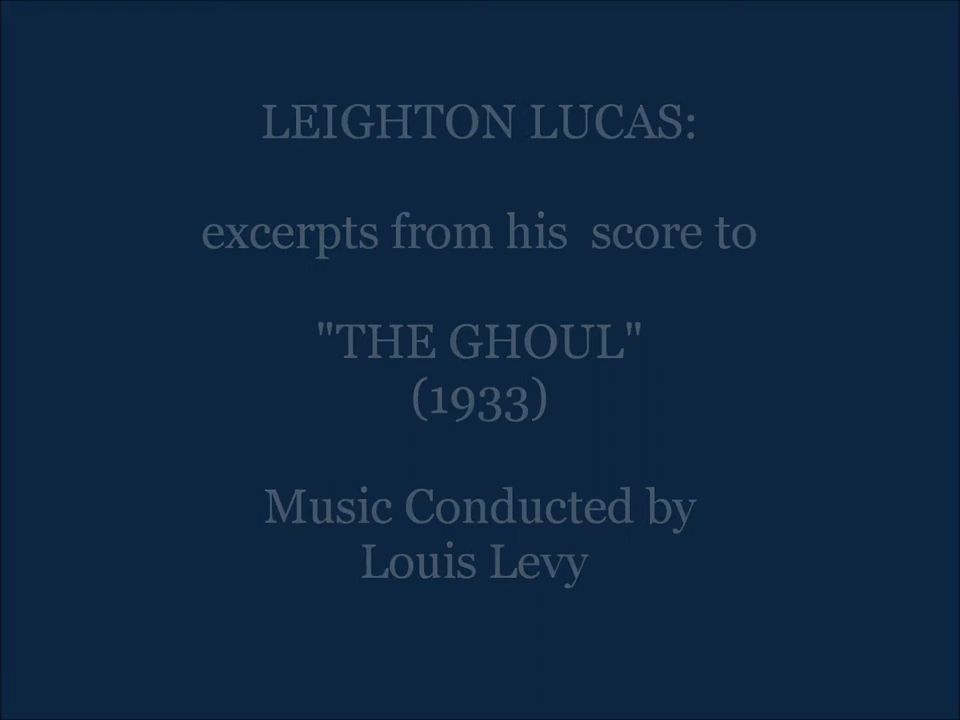 LEIGHTON LUCAS:
excerpts from his  score to
"THE GHOUL"
(1933)
Music Conducted by
Louis Levy